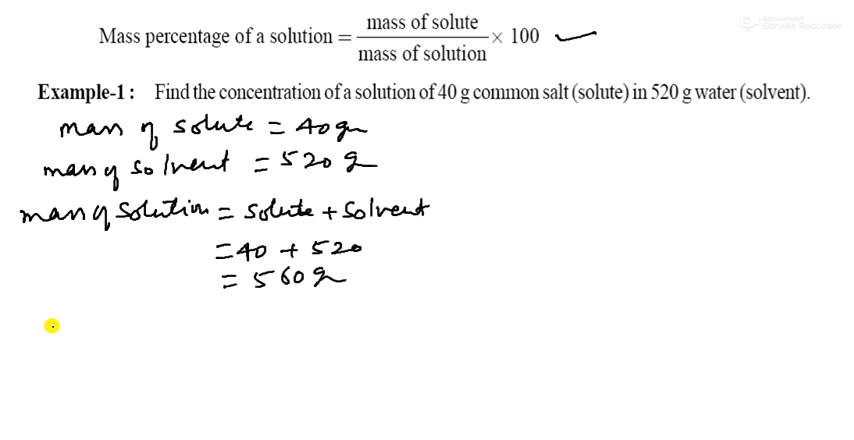 Mass percentage of a solution = mass of solute / mass of solution × 100
Example-1 : Find the concentration of a solution of 40 g common salt (solute) in 520 g water (solvent).
mass of solute = 40 gm
mass of solvent = 520 g
mass of solution = solute + solvent
= 40 + 520
= 560 g